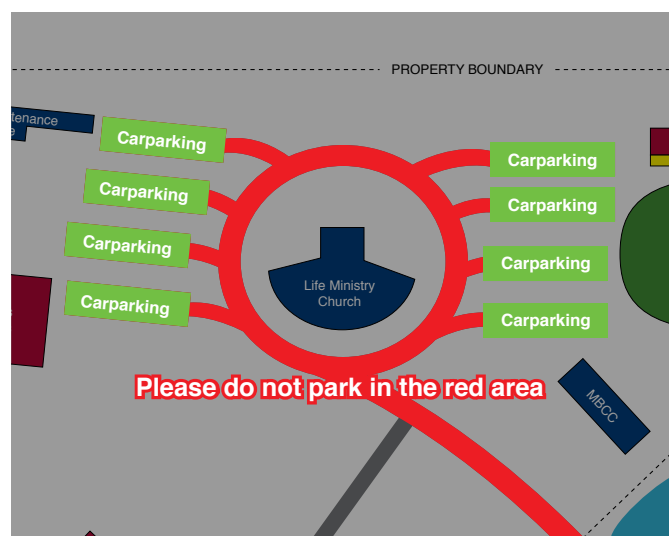 PROPERTY BOUNDARY
tenance
e
Carparking
Carparking
Carparking
Carparking
Carparking
Carparking
Carparking
Carparking
Life Ministry
Church
Please do not park in the red area
MBCC